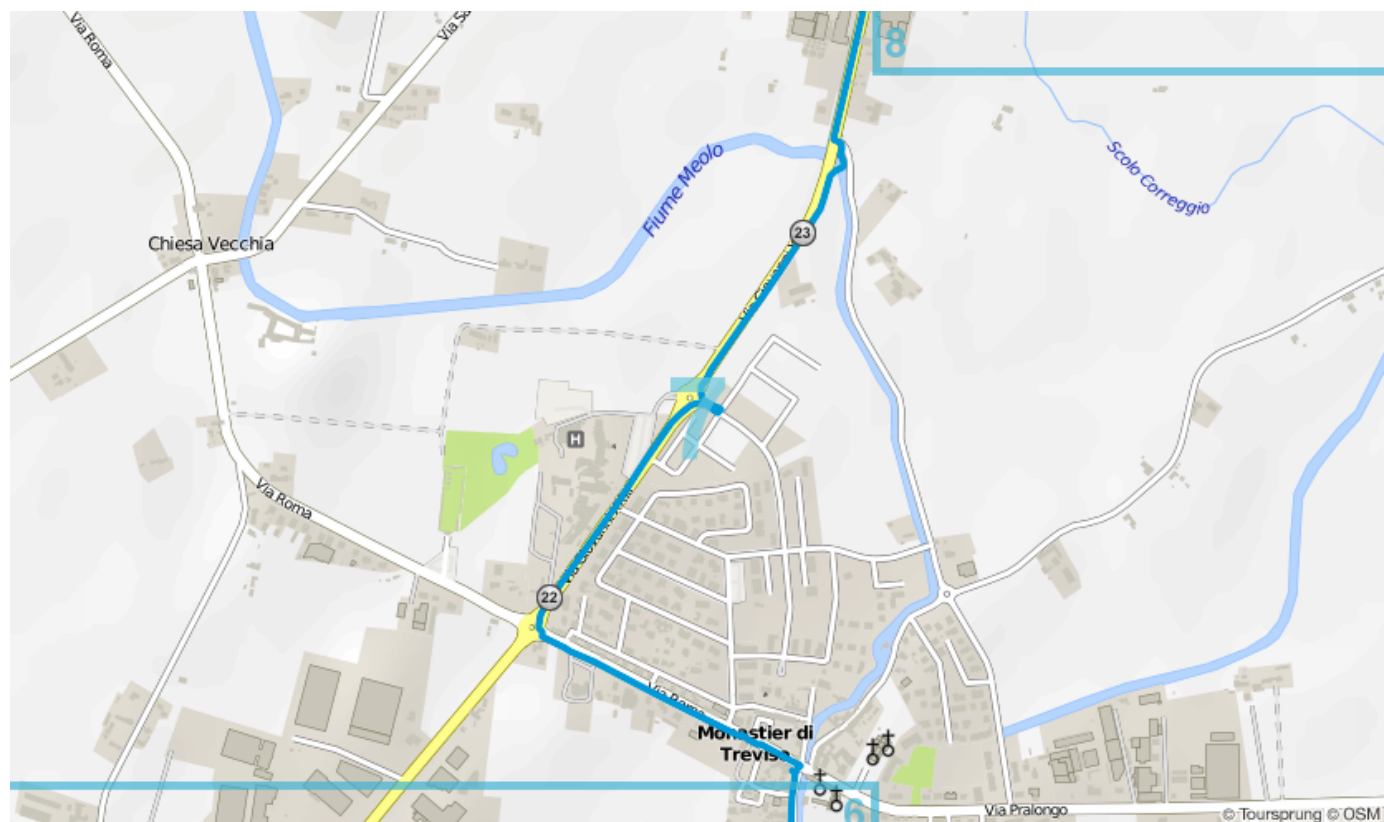 Via Roma
8
Fiume Meolo
Scolo Correggio
Chiesa Vecchia
23
7
H
Via Roma
22
Via Roma
Monastier di
Treviso
6
Via Pralongo
© Toursprung © OSM